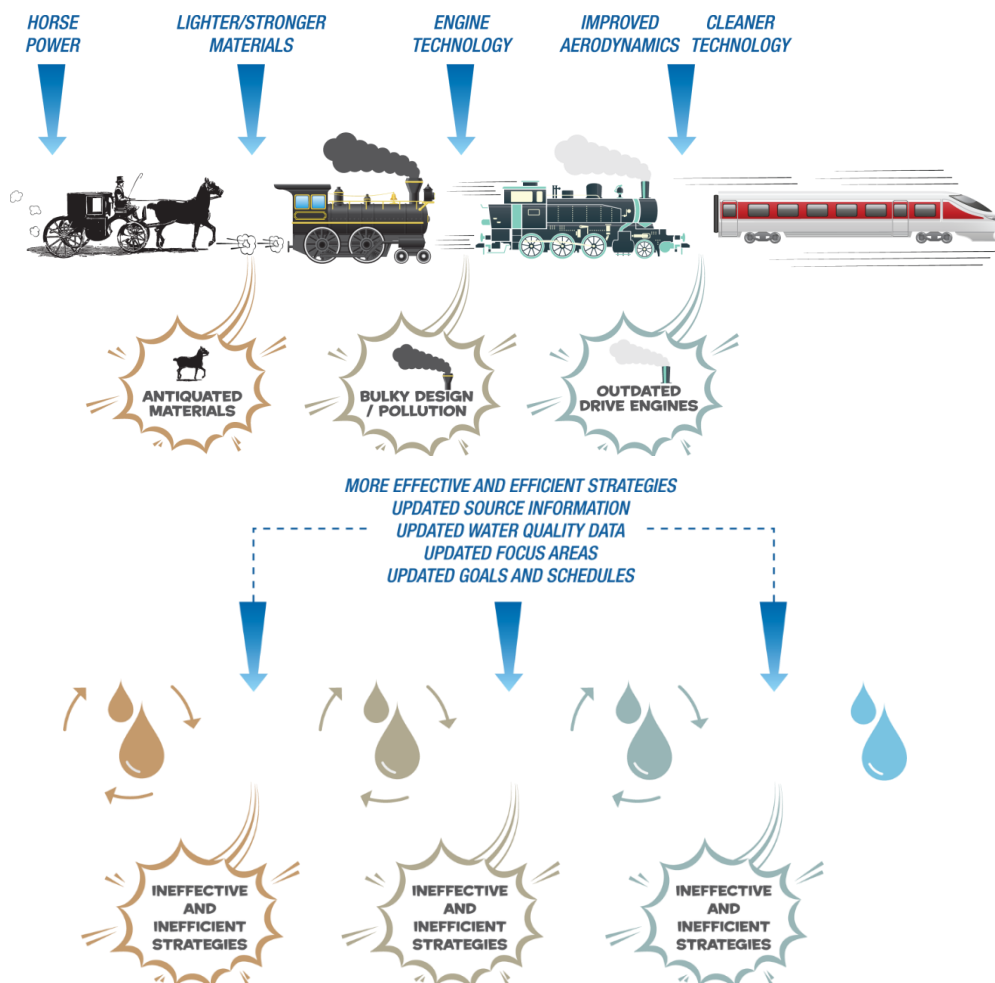 HORSE
POWER
LIGHTER/STRONGER
MATERIALS
ENGINE
TECHNOLOGY
IMPROVED
AERODYNAMICS
CLEANER
TECHNOLOGY
ANTIQUATED
MATERIALS
BULKY DESIGN
/ POLLUTION
OUTDATED
DRIVE ENGINES
MORE EFFECTIVE AND EFFICIENT STRATEGIES
UPDATED SOURCE INFORMATION
UPDATED WATER QUALITY DATA
UPDATED FOCUS AREAS
UPDATED GOALS AND SCHEDULES
INEFFECTIVE
AND
INEFFICIENT
STRATEGIES
INEFFECTIVE
AND
INEFFICIENT
STRATEGIES
INEFFECTIVE
AND
INEFFICIENT
STRATEGIES